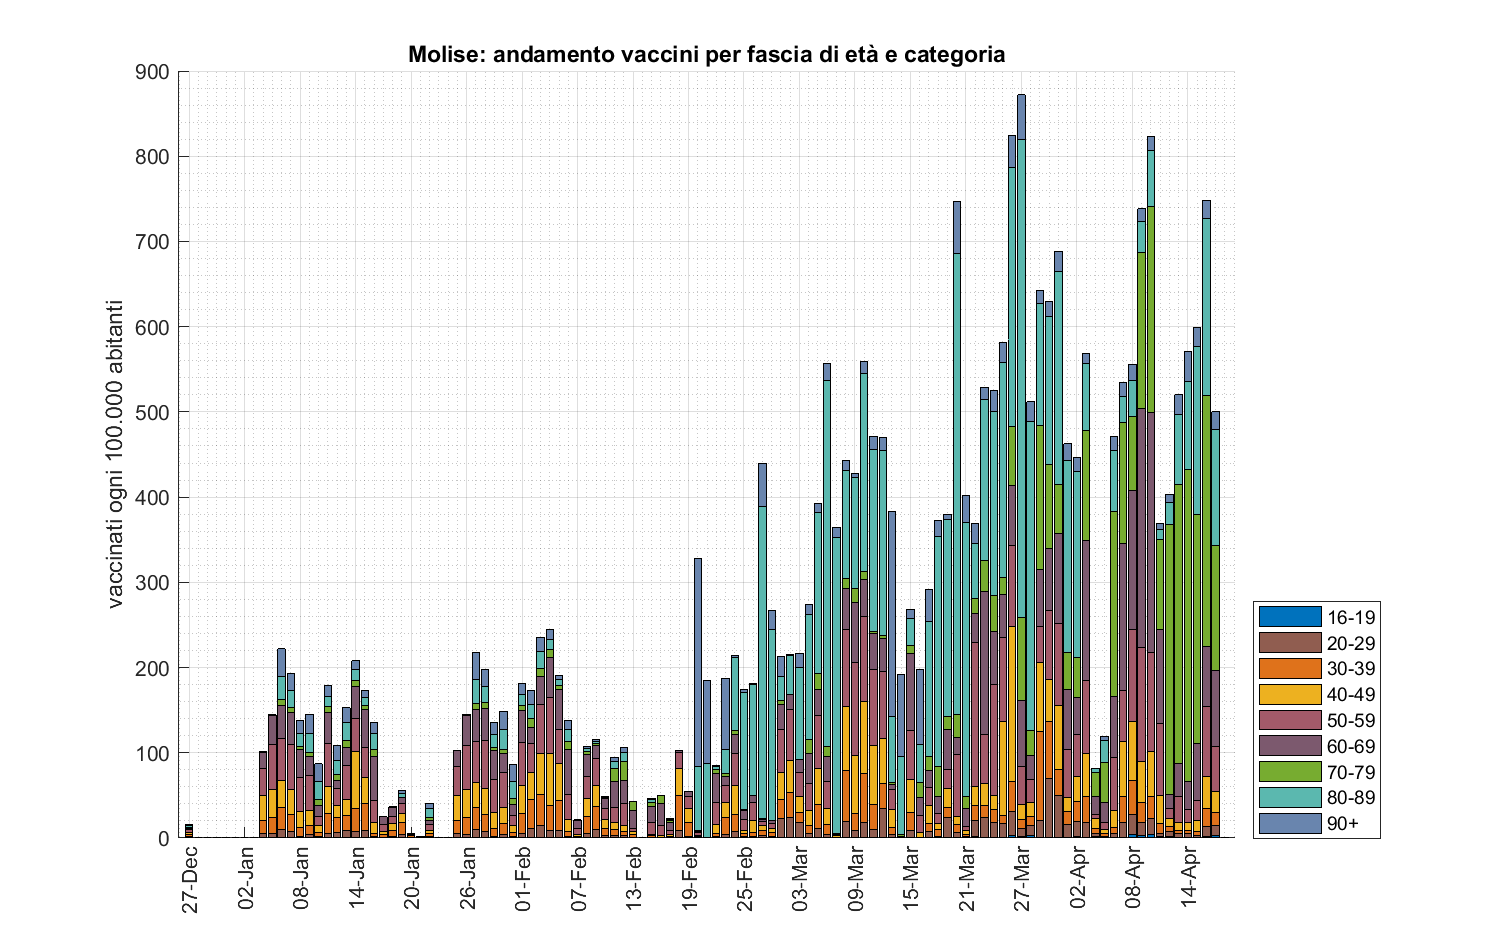 Molise: andamento vaccini per fascia di età e categoria
900
800
700
600
500
400
300
200
100
0
vaccinati ogni 100.000 abitanti
27-Dec
02-Jan
08-Jan
14-Jan
20-Jan
26-Jan
01-Feb
07-Feb
13-Feb
19-Feb
25-Feb
03-Mar
09-Mar
15-Mar
21-Mar
27-Mar
02-Apr
08-Apr
14-Apr
16-19
20-29
30-39
40-49
50-59
60-69
70-79
80-89
90+